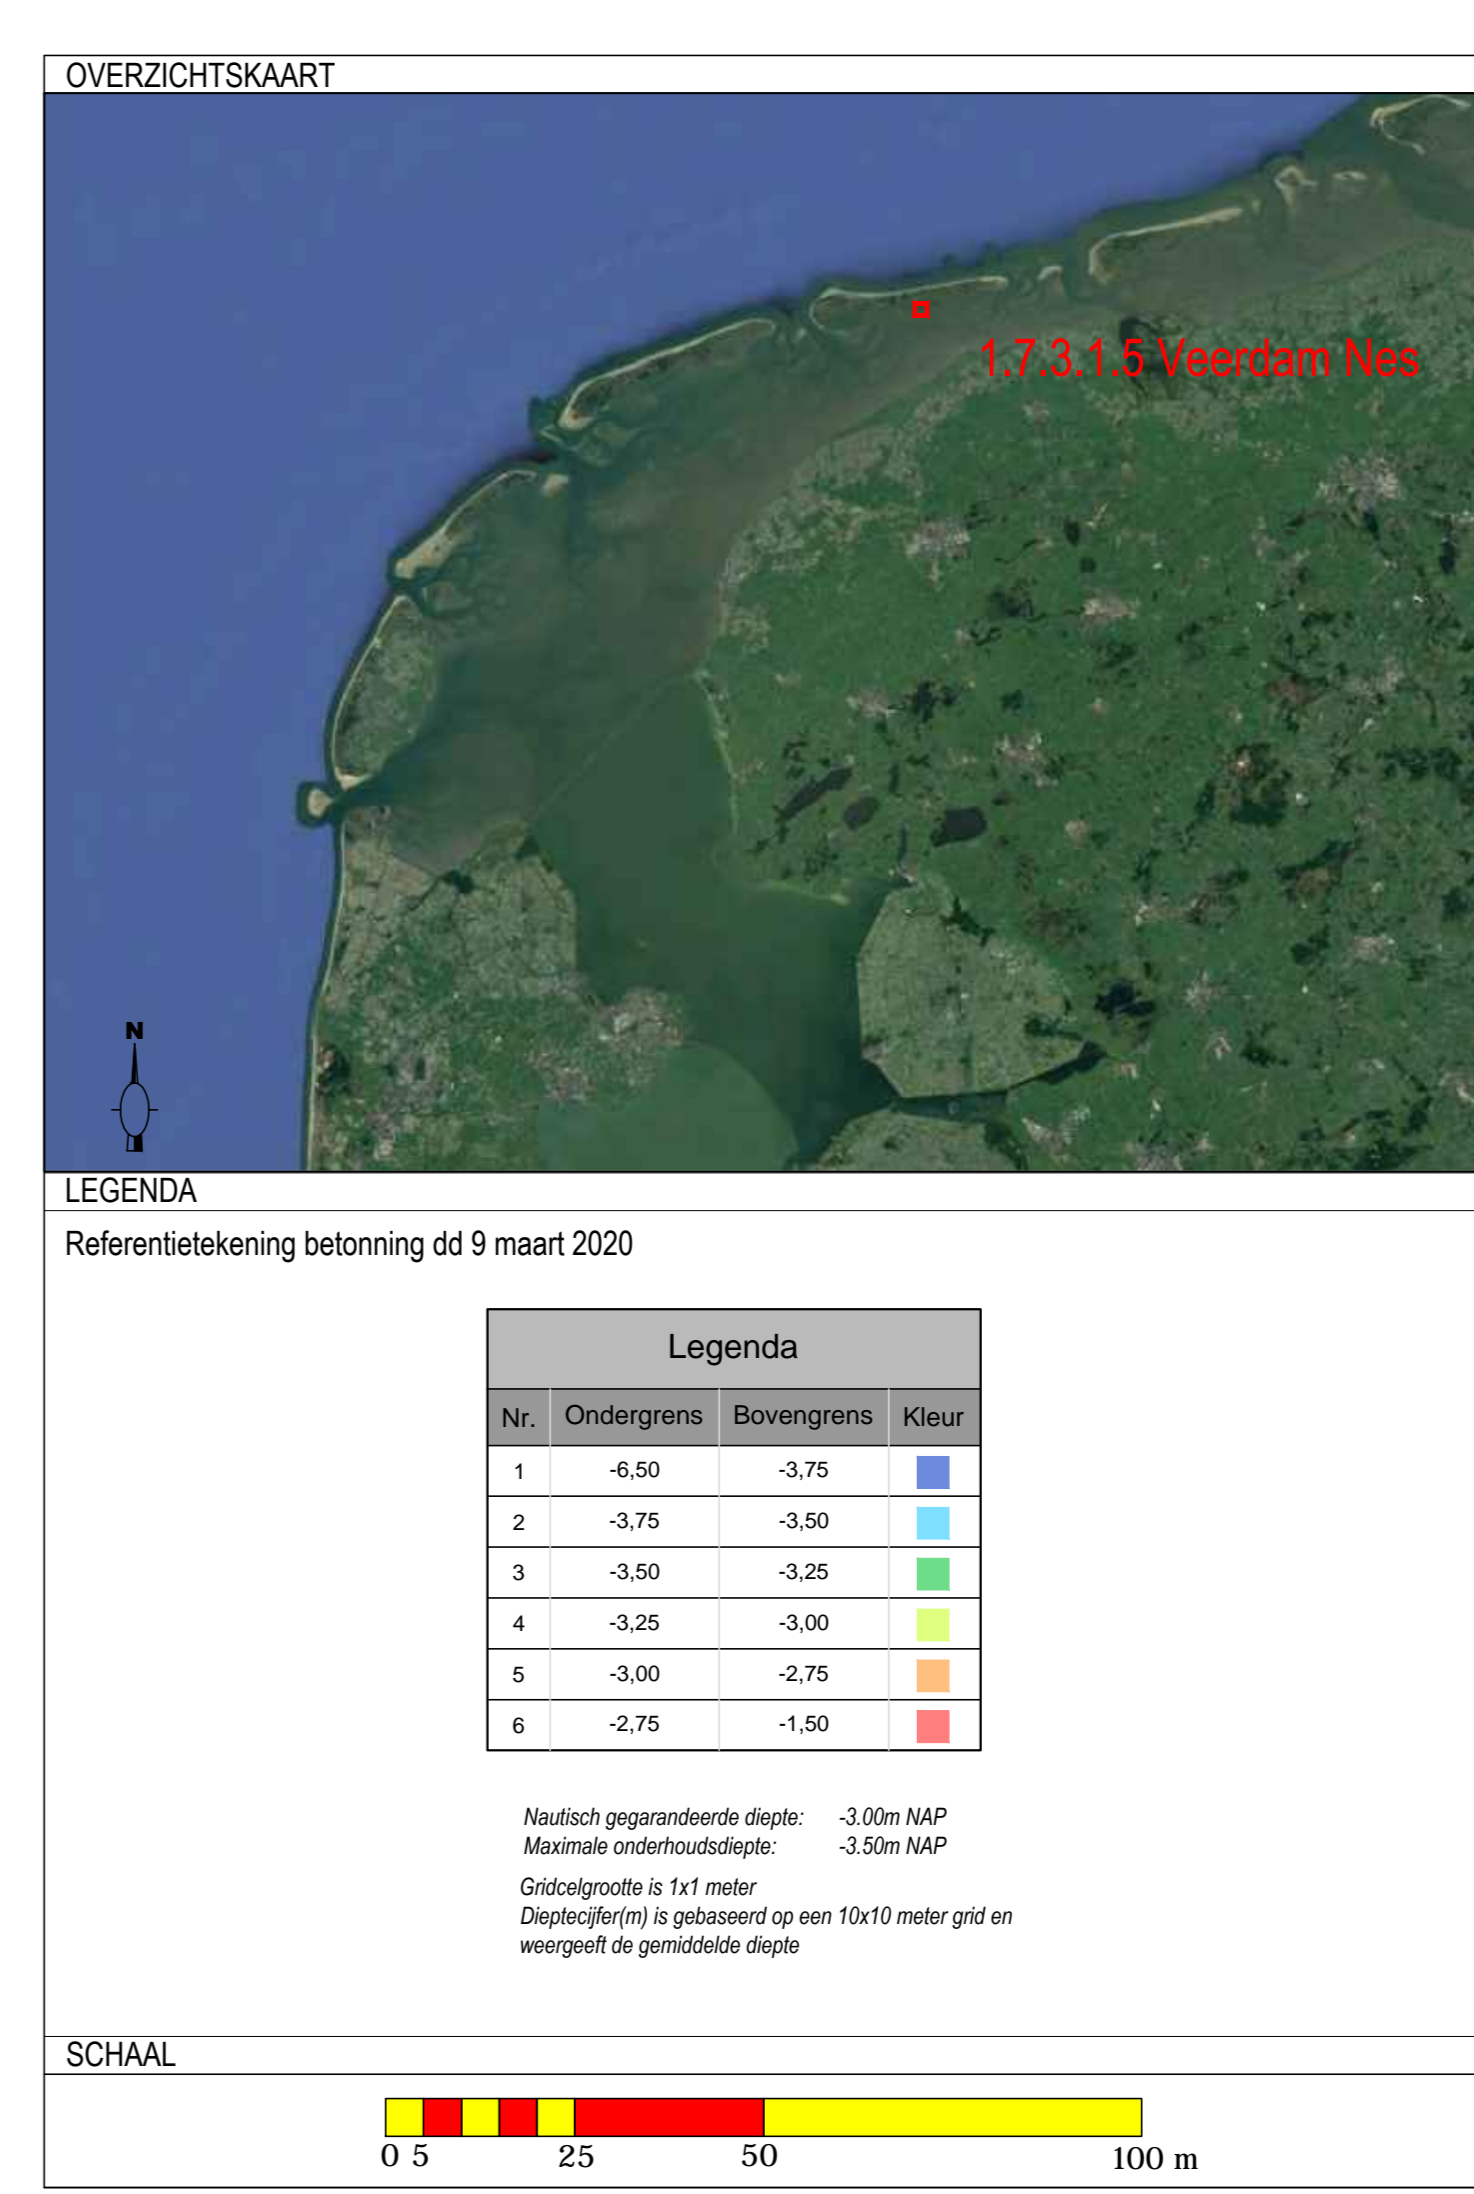 OVERZICHTSKAART
1.7.3.1.5 Veerdam Nes
N
LEGENDA
Referentietekening betonning dd 9 maart 2020
Legenda
Nr. Ondergrens Bovengrens Kleur
1 -6,50 -3,75
2 -3,75 -3,50
3 -3,50 -3,25
4 -3,25 -3,00
5 -3,00 -2,75
6 -2,75 -1,50
Nautisch gegarandeerde diepte: -3.00m NAP
Maximale onderhoudsdiepte: -3.50m NAP
Gridcelgrootte is 1x1 meter
Dieptecijfer(m) is gebaseerd op een 10x10 meter grid en
weergeeft de gemiddelde diepte
SCHAAL
0 5 25 50 100 m